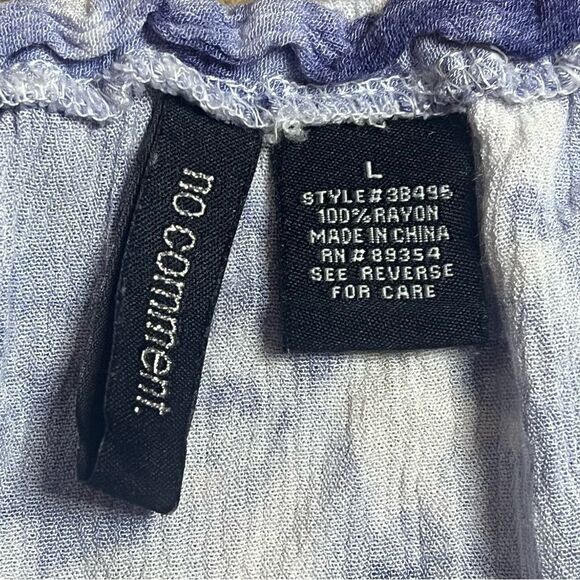 no comment.
L
STYLE#3B495
100%RAYON
MADE IN CHINA
RN # 89354
SEE REVERSE
FOR CARE